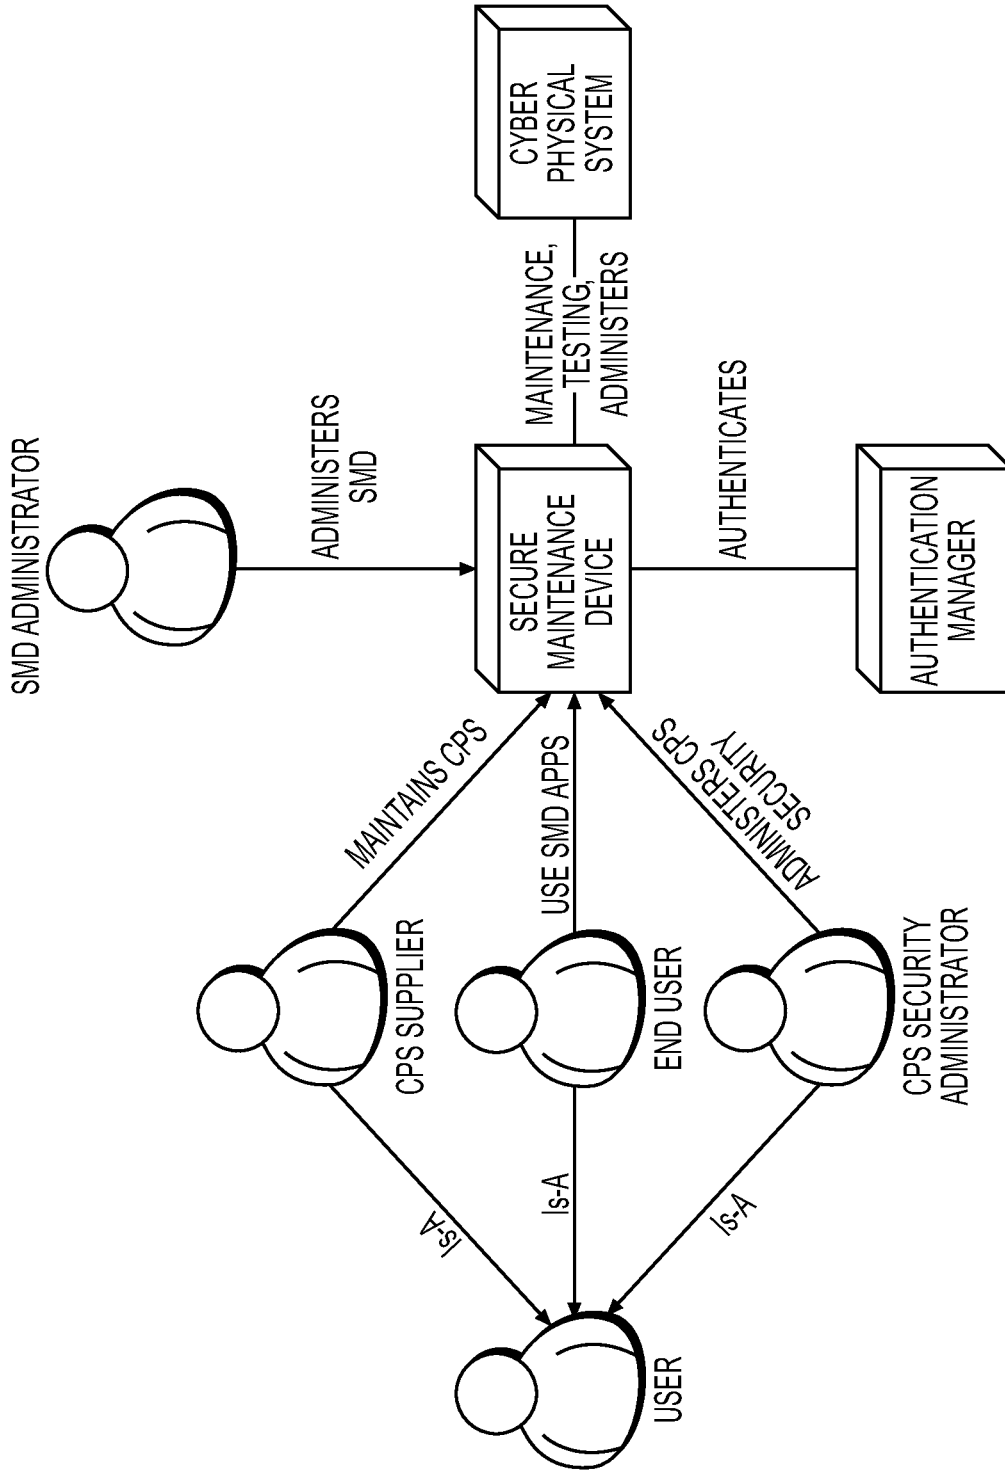 SMD ADMINISTRATOR
ADMINISTERS
SMD
MAINTAINS CPS
CPS SUPPLIER
Is-A
USER
Is-A
END USER
USE SMD APPS
SECURE
MAINTENANCE
DEVICE
MAINTENANCE,
TESTING,
ADMINISTERS
CYBER
PHYSICAL
SYSTEM
Is-A
CPS SECURITY
ADMINISTRATOR
ADMINISTERS CPS
SECURITY
AUTHENTICATES
AUTHENTICATION
MANAGER